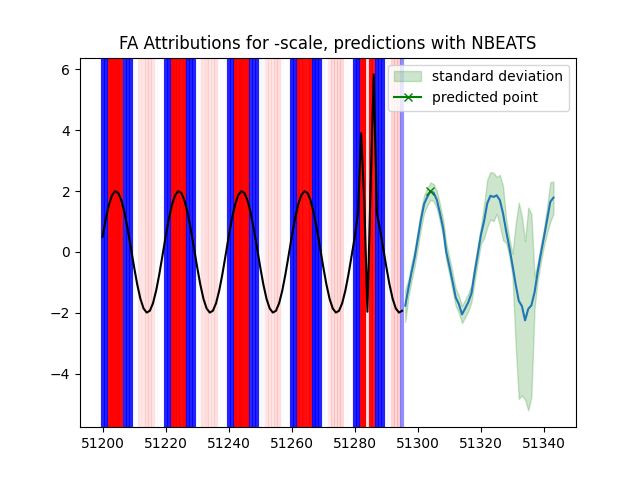 FA Attributions for -scale, predictions with NBEATS
standard deviation
predicted point
6
4
2
0
−2
−4
51200 51220 51240 51260 51280 51300 51320 51340